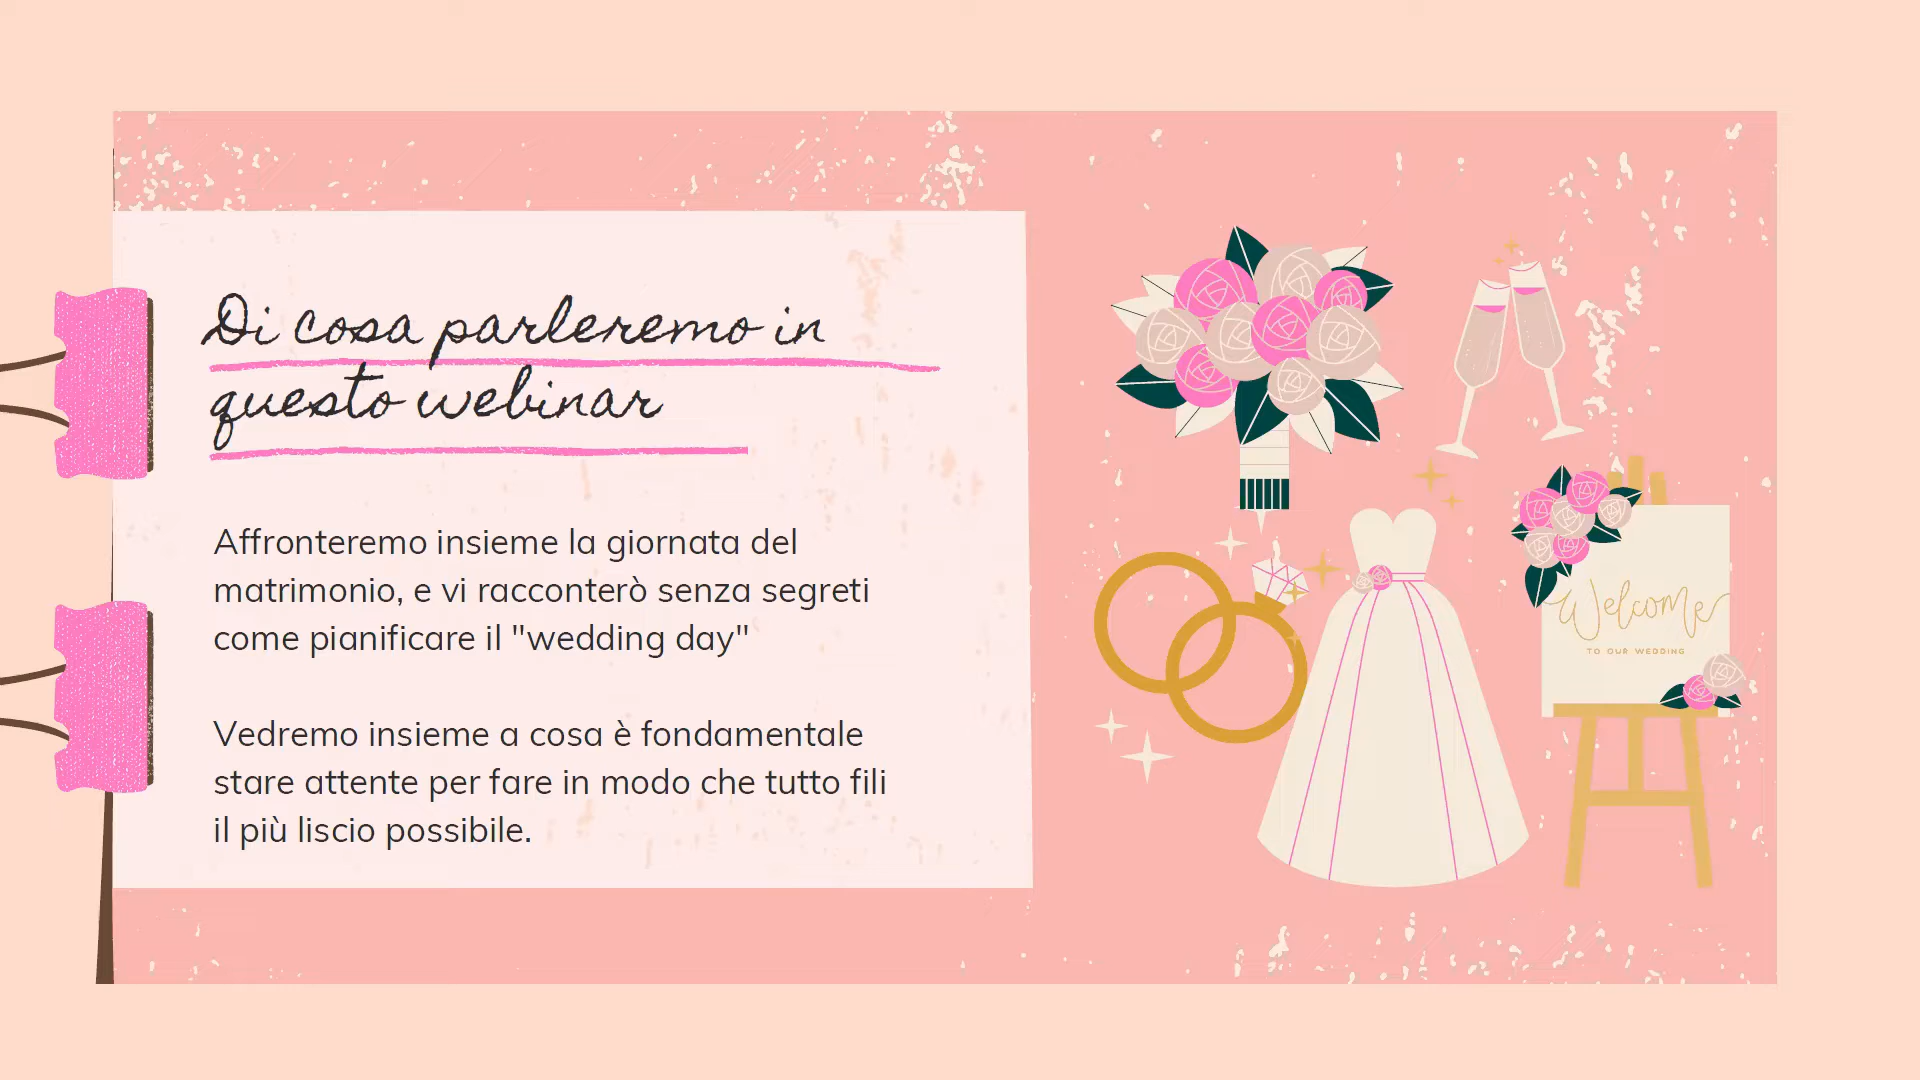 Di cosa parleremo in
questo webinar
Affronteremo insieme la giornata del
matrimonio, e vi racconterò senza segreti
come pianificare il "wedding day"
Vedremo insieme a cosa è fondamentale
stare attente per fare in modo che tutto fili
il più liscio possibile.
Welcome
TO OUR WEDDING